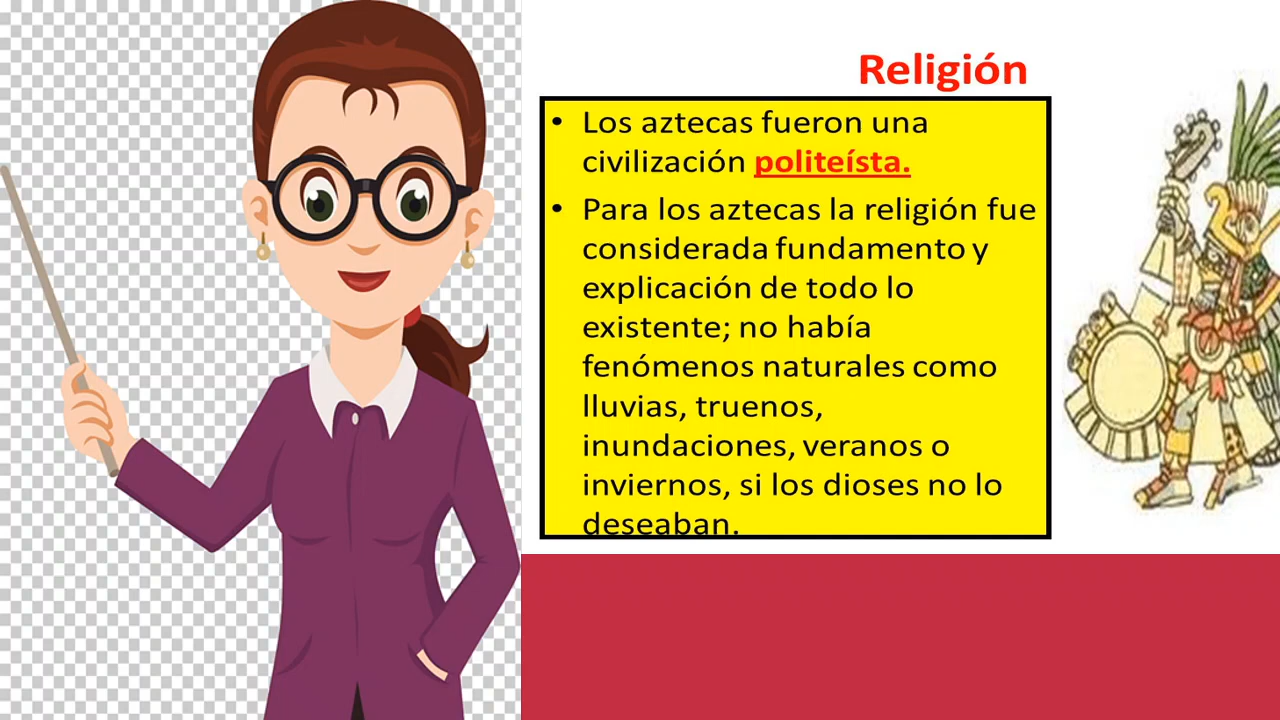 Religión
• Los aztecas fueron una
civilización politeísta.
• Para los aztecas la religión fue
considerada fundamento y
explicación de todo lo
existente; no había
fenómenos naturales como
lluvias, truenos,
inundaciones, veranos o
inviernos, si los dioses no lo
deseaban.